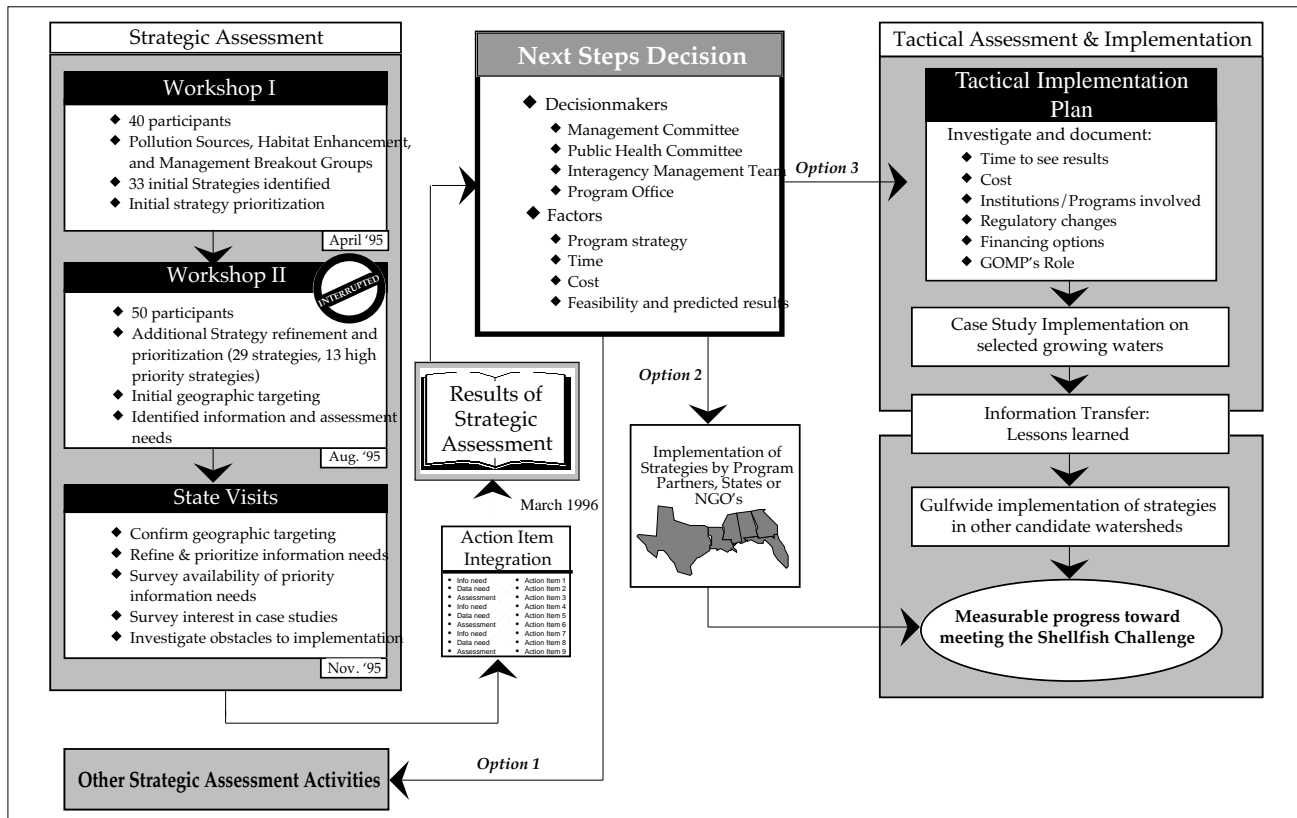 Strategic Assessment
Workshop I
◆ 40 participants
◆ Pollution Sources, Habitat Enhancement,
and Management Breakout Groups
◆ 33 initial Strategies identified
◆ Initial strategy prioritization
April ‘95
Workshop II
INTERRUPTED
◆ 50 participants
◆ Additional Strategy refinement and
prioritization (29 strategies, 13 high
priority strategies)
◆ Initial geographic targeting
◆ Identified information and assessment
needs
Aug. ‘95
State Visits
◆ Confirm geographic targeting
◆ Refine & prioritize information needs
◆ Survey availability of priority
information needs
◆ Survey interest in case studies
◆ Investigate obstacles to implementation
Nov. ‘95
Other Strategic Assessment Activities
Next Steps Decision
◆ Decisionmakers
◆ Management Committee
◆ Public Health Committee
◆ Interagency Management Team
◆ Program Office
◆ Factors
◆ Program strategy
◆ Time
◆ Cost
◆ Feasibility and predicted results
Results of
Strategic
Assessment
March 1996
Action Item
Integration
• Info need • Action Item 1
• Data need • Action Item 2
• Assessment • Action Item 3
• Info need • Action Item 4
• Data need • Action Item 5
• Assessment • Action Item 6
• Info need • Action Item 7
• Data need • Action Item 8
• Assessment • Action Item 9
Option 1
Option 2
Implementation of
Strategies by Program
Partners, States or
NGO’s
Option 3
Tactical Assessment & Implementation
Tactical Implementation
Plan
Investigate and document:
◆ Time to see results
◆ Cost
◆ Institutions/Programs involved
◆ Regulatory changes
◆ Financing options
◆ GOMP’s Role
Case Study Implementation on
selected growing waters
Information Transfer:
Lessons learned
Gulfwide implementation of strategies
in other candidate watersheds
Measurable progress toward
meeting the Shellfish Challenge